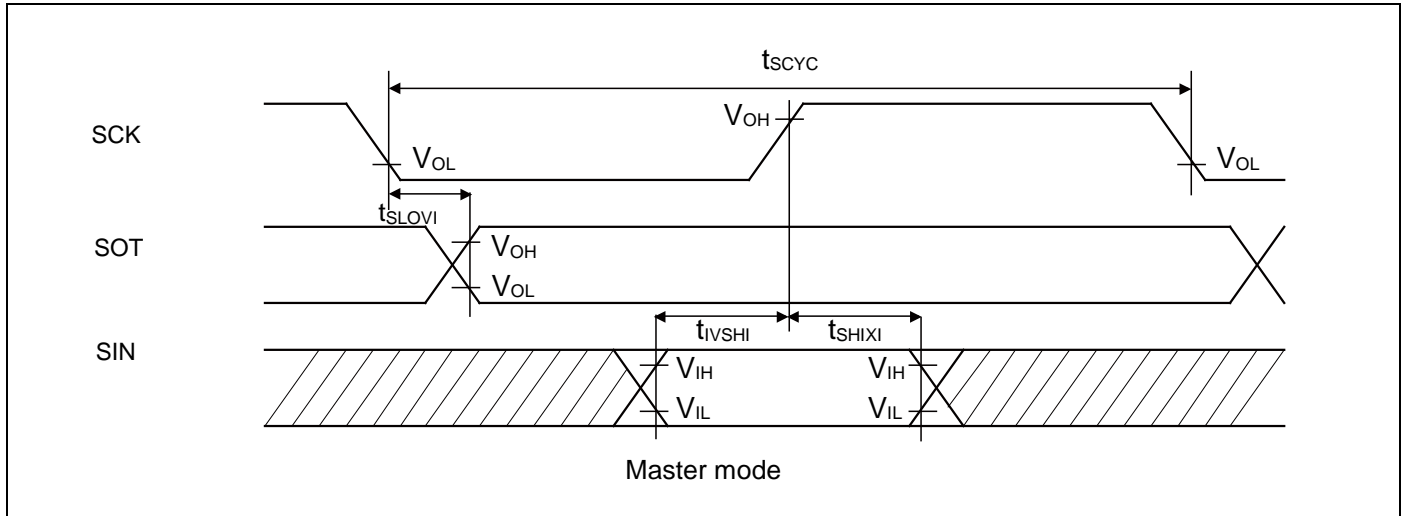 tSCYC
SCK
VOH
VOL
VOL
tSLOVI
SOT
VOH
VOL
tIVSHI
tSHIXI
SIN
VIH
VIH
VIL
VIL
Master mode